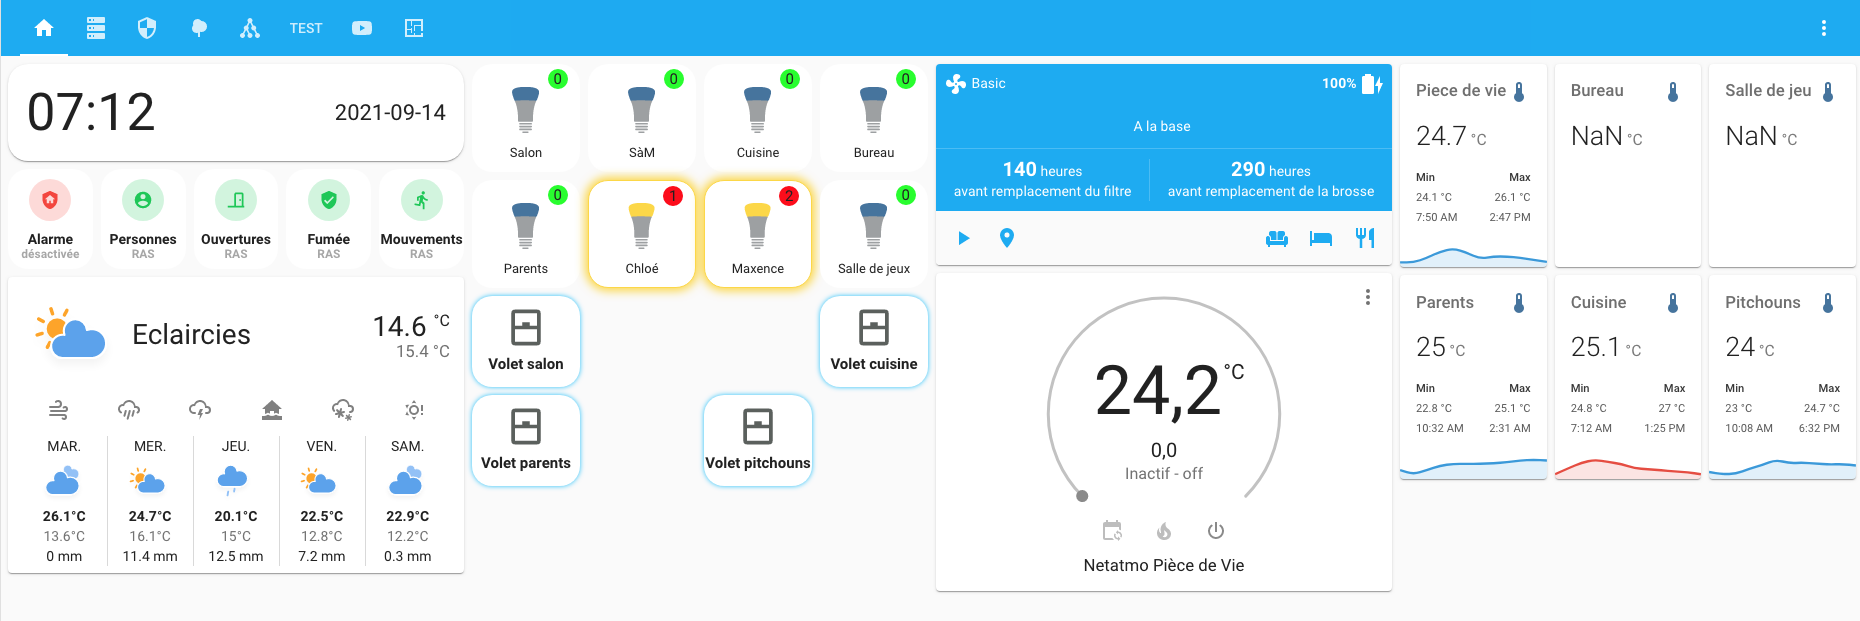 TEST
07:12
2021-09-14
Alarme
désactivée
Personnes
RAS
Ouvertures
RAS
Fumée
RAS
Mouvements
RAS
Eclaircies
14.6 °C
15.4 °C
MAR. MER. JEU. VEN. SAM.
26.1°C 24.7°C 20.1°C 22.5°C 22.9°C
13.6°C 16.1°C 15°C 12.8°C 12.2°C
0 mm 11.4 mm 12.5 mm 7.2 mm 0.3 mm
0
Salon
0
SàM
0
Cuisine
0
Bureau
0
Parents
1
Chloé
2
Maxence
0
Salle de jeux
Volet salon
Volet cuisine
Volet parents
Volet pitchouns
Basic
100%
A la base
140 heures
avant remplacement du filtre
290 heures
avant remplacement de la brosse
24,2 °C
0,0
Inactif - off
Netatmo Pièce de Vie
Piece de vie
24.7 °C
Min Max
24.1 °C 26.1 °C
7:50 AM 2:47 PM
Bureau
NaN °C
Salle de jeu
NaN °C
Parents
25 °C
Min Max
22.8 °C 25.1 °C
10:32 AM 2:31 AM
Cuisine
25.1 °C
Min Max
24.8 °C 27 °C
7:12 AM 1:25 PM
Pitchouns
24 °C
Min Max
23 °C 24.7 °C
10:08 AM 6:32 PM